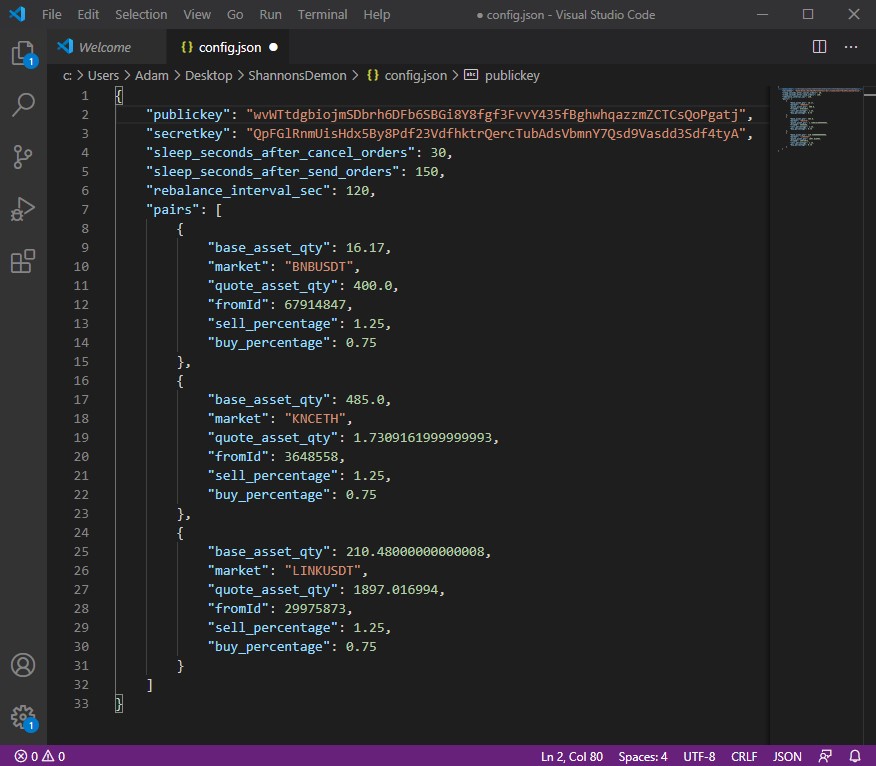 File Edit Selection View Go Run Terminal Help ● config.json - Visual Studio Code
1
Welcome {} config.json ●
c: > Users > Adam > Desktop > ShannonsDemon > {} config.json > abc publickey
1 {
2 "publickey": "wvWTtdgbiojmSDbrh6DFb6SBGi8Y8fgf3FvvY435fBghwhqazzmZCTCsQoPgatj",
3 "secretkey": "QpFGlRnmUisHdx5By8Pdf23VdfhktrQercTubAdsVbmnY7Qsd9Vasdd3Sdf4tyA",
4 "sleep_seconds_after_cancel_orders": 30,
5 "sleep_seconds_after_send_orders": 150,
6 "rebalance_interval_sec": 120,
7 "pairs": [
8 {
9 "base_asset_qty": 16.17,
10 "market": "BNBUSDT",
11 "quote_asset_qty": 400.0,
12 "fromId": 67914847,
13 "sell_percentage": 1.25,
14 "buy_percentage": 0.75
15 },
16 {
17 "base_asset_qty": 485.0,
18 "market": "KNCETH",
19 "quote_asset_qty": 1.7309161999999993,
20 "fromId": 3648558,
21 "sell_percentage": 1.25,
22 "buy_percentage": 0.75
23 },
24 {
25 "base_asset_qty": 210.48000000000008,
26 "market": "LINKUSDT",
27 "quote_asset_qty": 1897.016994,
28 "fromId": 29975873,
29 "sell_percentage": 1.25,
30 "buy_percentage": 0.75
31 }
32 ]
33 }
1
0 0 Ln 2, Col 80 Spaces: 4 UTF-8 CRLF JSON